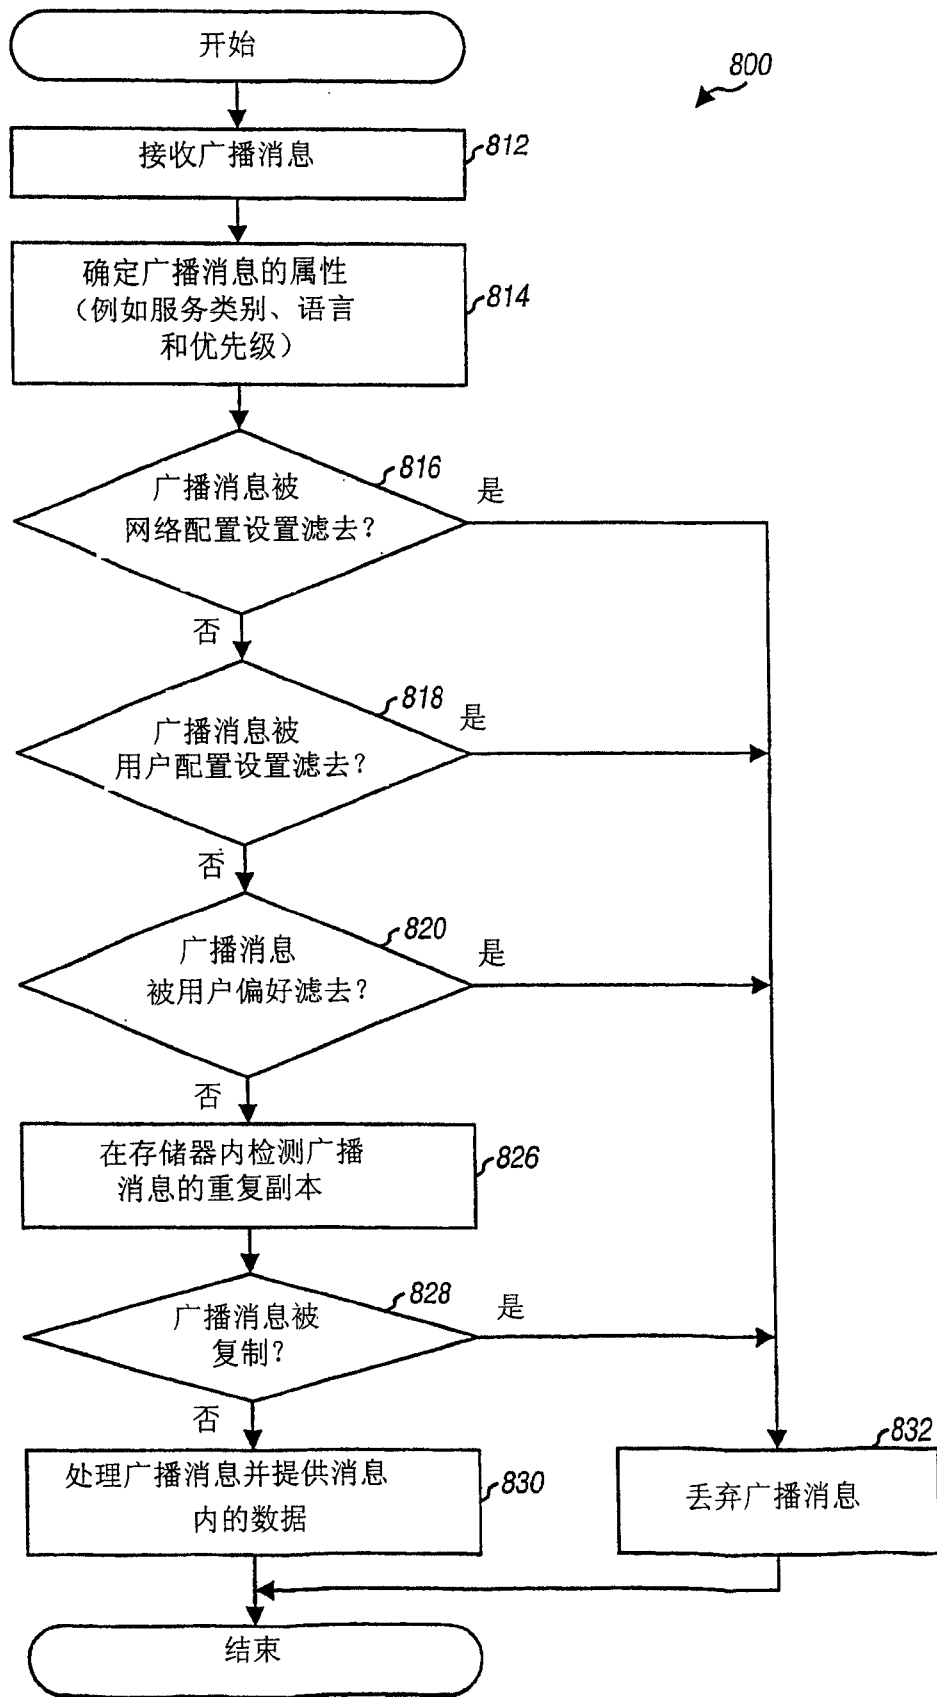 开始
800
接收广播消息
812
确定广播消息的属性
(例如服务类别、语言
和优先级)
814
816
广播消息被
网络配置设置滤去?
是
否
818
广播消息被
用户配置设置滤去?
是
否
820
广播消息
被用户偏好滤去?
是
否
在存储器内检测广播
消息的重复副本
826
828
广播消息被
复制?
是
否
处理广播消息并提供消息
内的数据
830
832
丢弃广播消息
结束